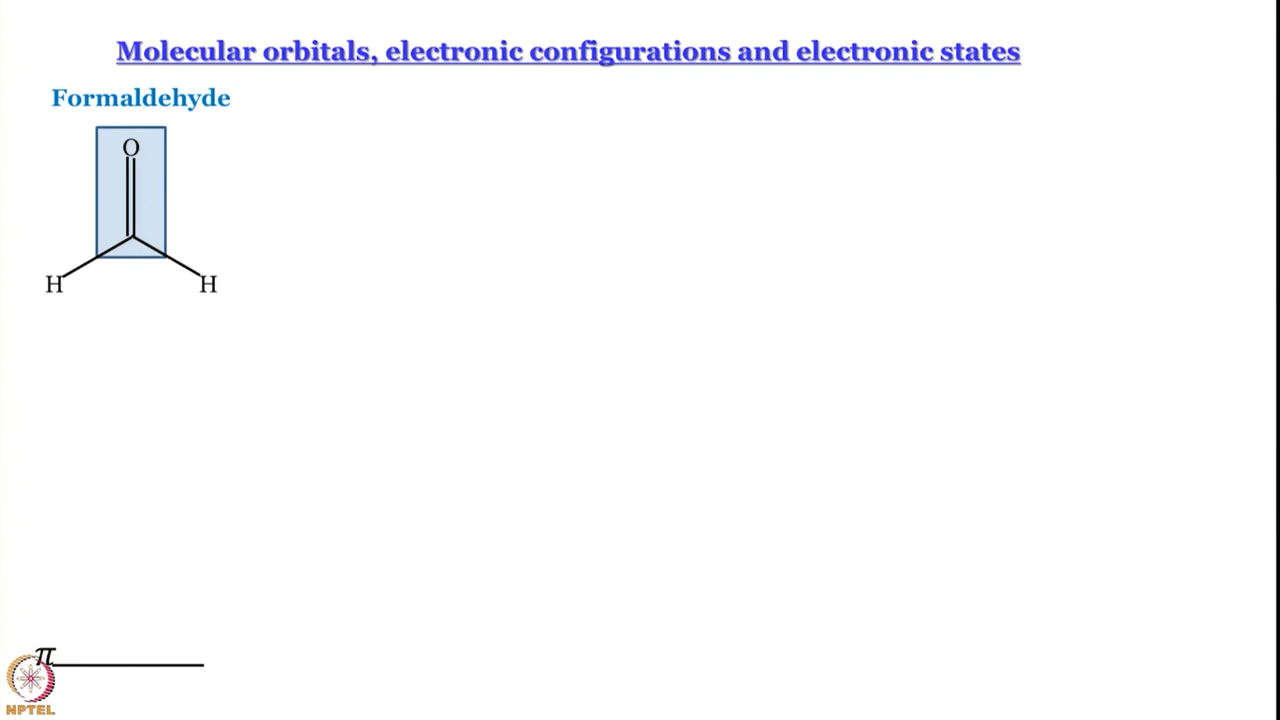 Molecular orbitals, electronic configurations and electronic states
Formaldehyde
O
H H
π
NPTEL